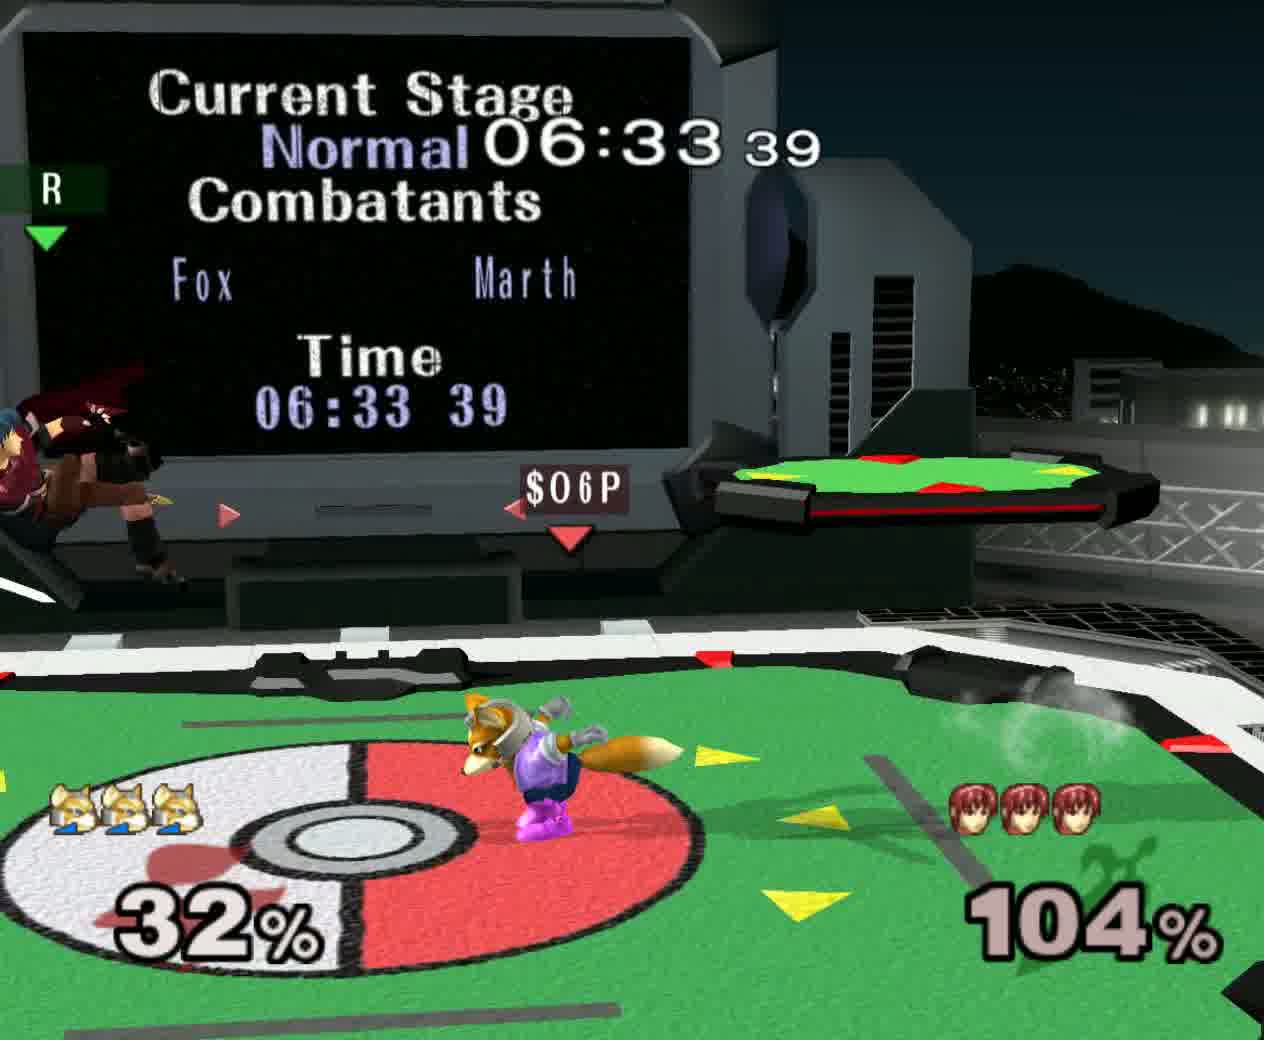 Current Stage
Normal 06:33 39
R
Combatants
Fox Marth
Time
06:33 39
$06P
32%
104%